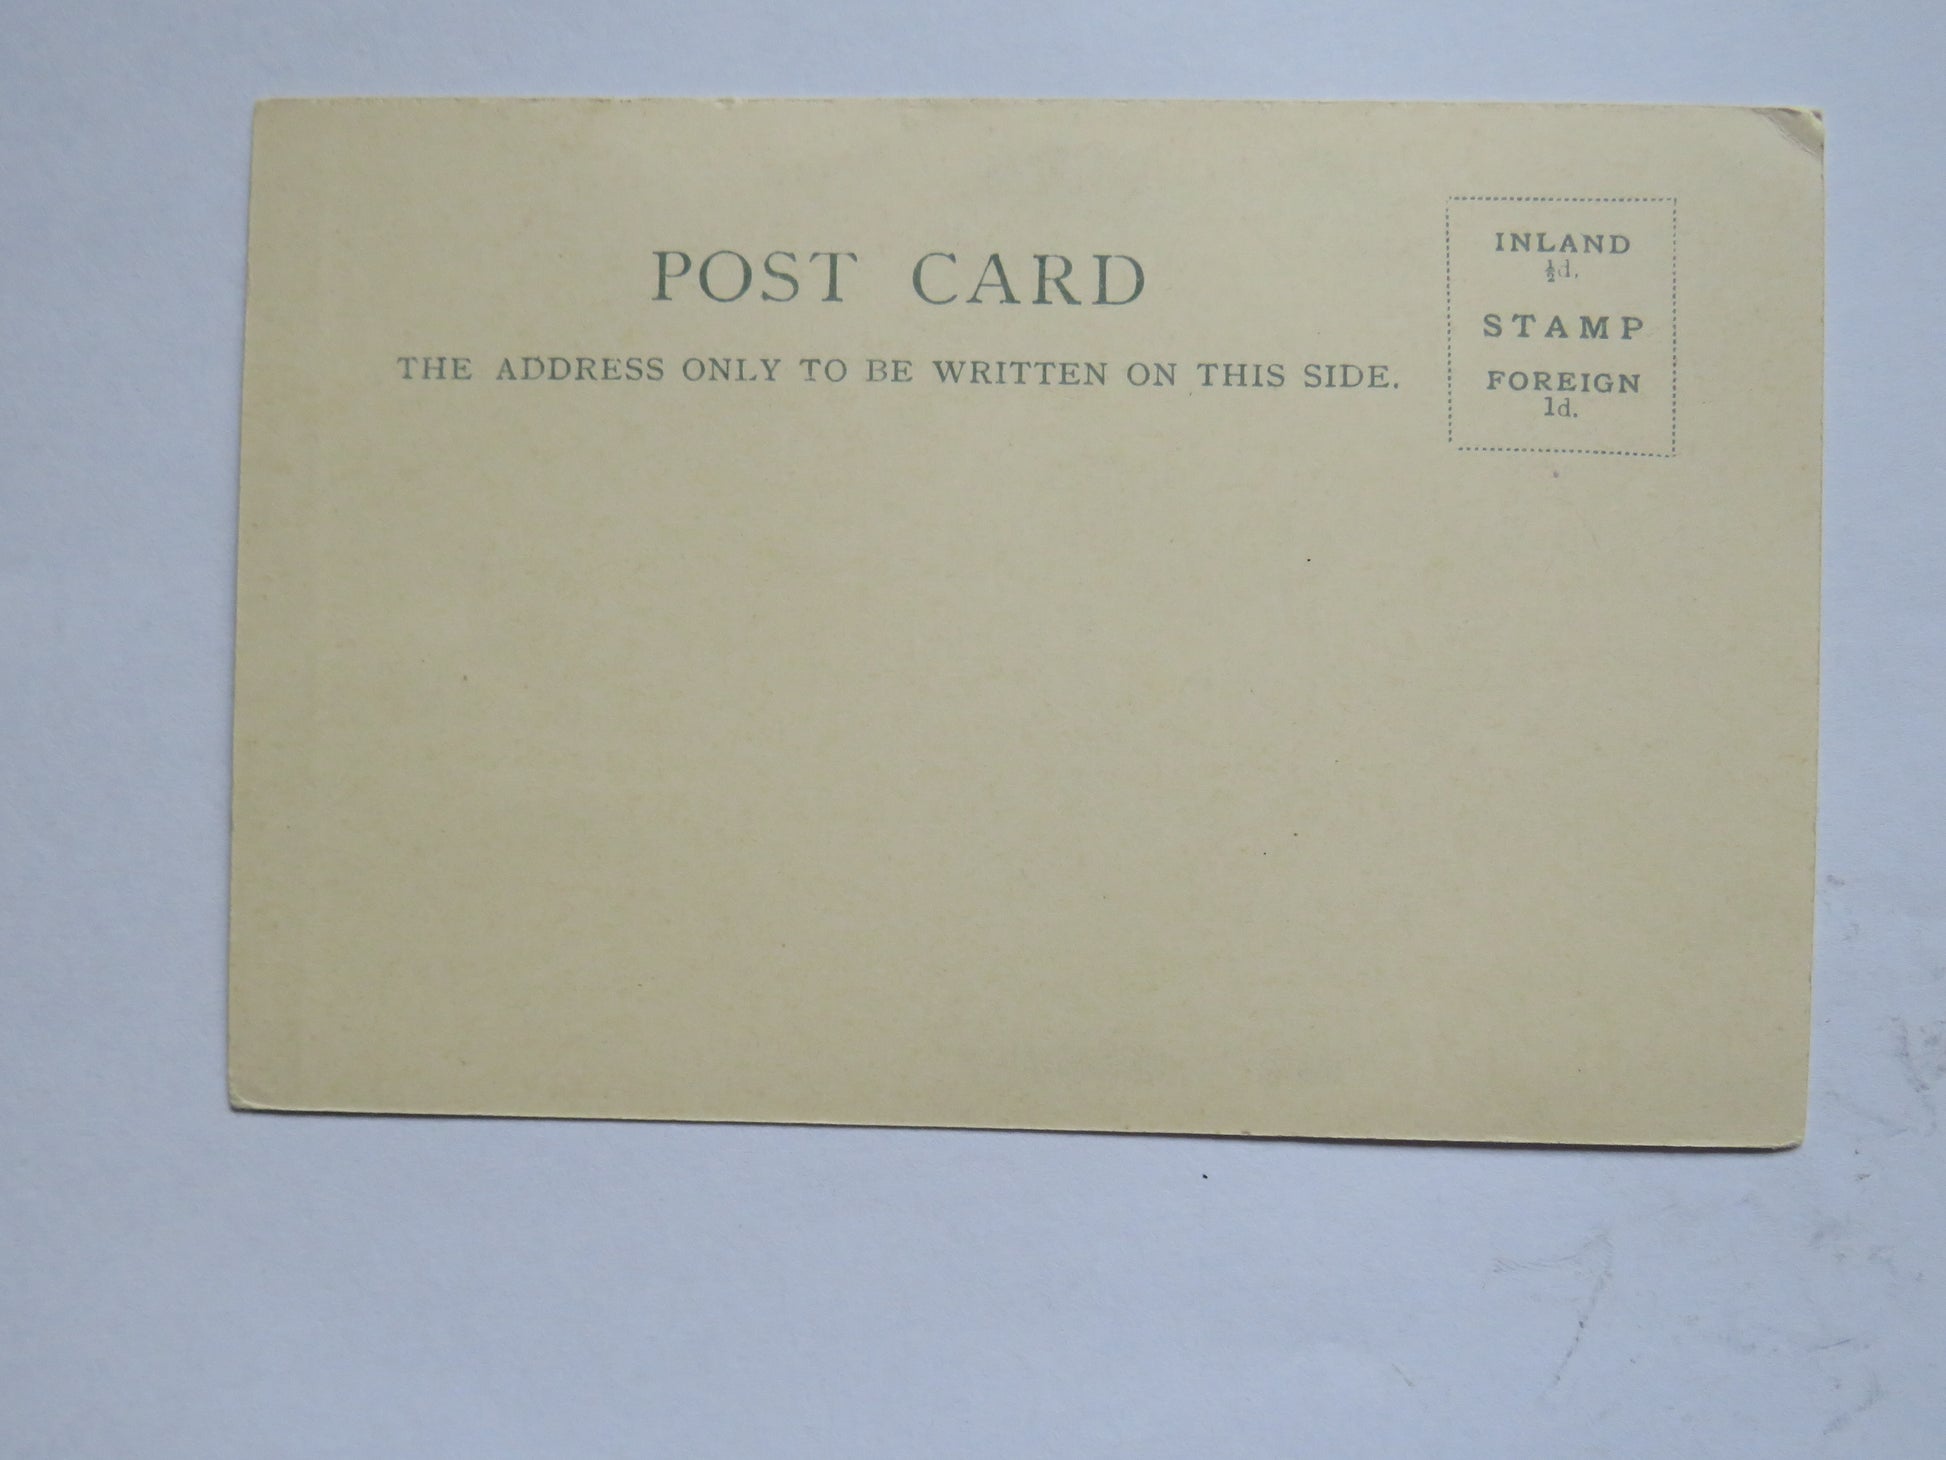 POST CARD
THE ADDRESS ONLY TO BE WRITTEN ON THIS SIDE.
INLAND
½d.
STAMP
FOREIGN
1d.